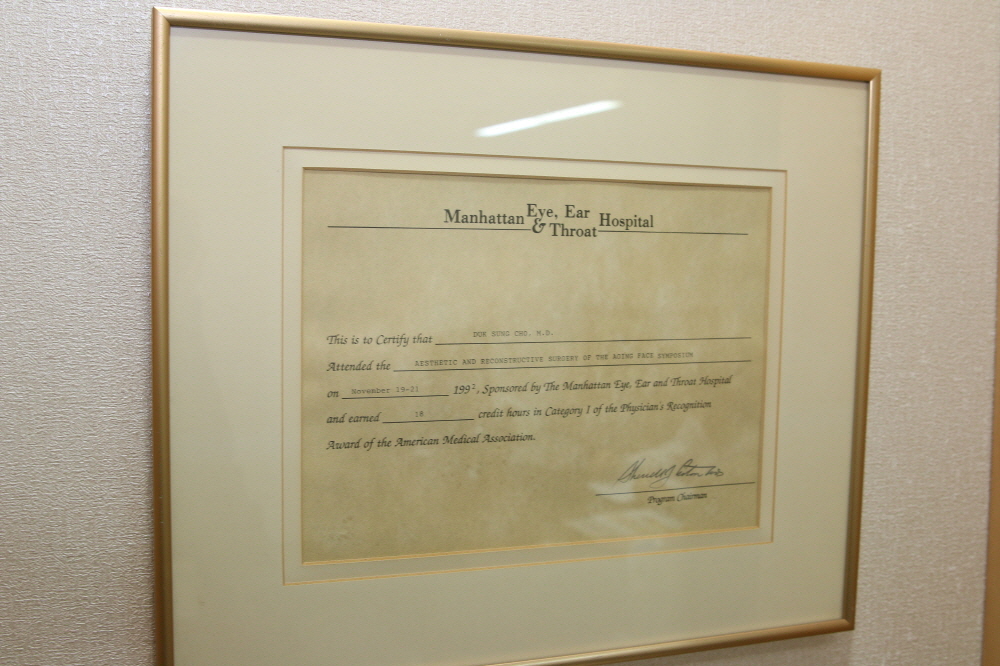 Manhattan Eye, Ear & Throat Hospital
This is to Certify that DOH SUNG CHO, M.D.
Attended the AESTHETIC AND RECONSTRUCTIVE SURGERY OF THE AGING FACE SYMPOSIUM
on November 19-21 1992, Sponsored by The Manhattan Eye, Ear and Throat Hospital
and earned 18 credit hours in Category I of the Physician's Recognition
Award of the American Medical Association.
Program Chairman